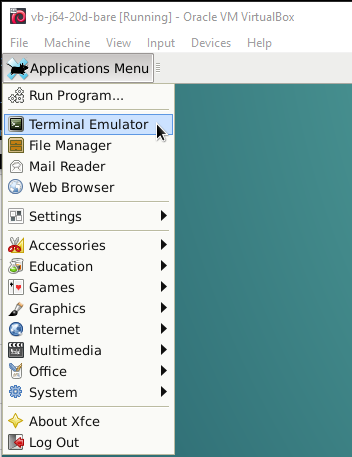 vb-j64-20d-bare [Running] - Oracle VM VirtualBox
File Machine View Input Devices Help
Applications Menu
Run Program...
Terminal Emulator
File Manager
Mail Reader
Web Browser
Settings
Accessories
Education
Games
Graphics
Internet
Multimedia
Office
System
About Xfce
Log Out